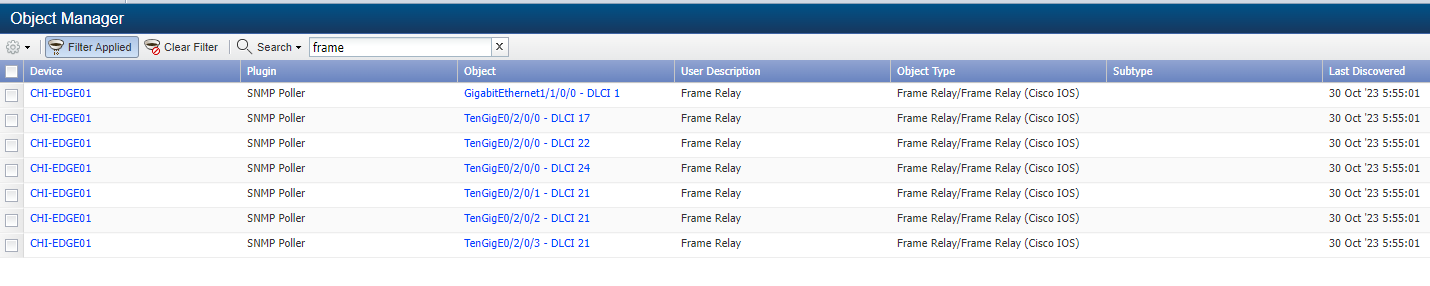 Object Manager
Filter Applied Clear Filter Search frame X
Device Plugin Object User Description Object Type Subtype Last Discovered
CHI-EDGE01 SNMP Poller GigabitEthernet1/1/0/0 - DLCI 1 Frame Relay Frame Relay/Frame Relay (Cisco IOS) 30 Oct '23 5:55:01
CHI-EDGE01 SNMP Poller TenGigE0/2/0/0 - DLCI 17 Frame Relay Frame Relay/Frame Relay (Cisco IOS) 30 Oct '23 5:55:01
CHI-EDGE01 SNMP Poller TenGigE0/2/0/0 - DLCI 22 Frame Relay Frame Relay/Frame Relay (Cisco IOS) 30 Oct '23 5:55:01
CHI-EDGE01 SNMP Poller TenGigE0/2/0/0 - DLCI 24 Frame Relay Frame Relay/Frame Relay (Cisco IOS) 30 Oct '23 5:55:01
CHI-EDGE01 SNMP Poller TenGigE0/2/0/1 - DLCI 21 Frame Relay Frame Relay/Frame Relay (Cisco IOS) 30 Oct '23 5:55:01
CHI-EDGE01 SNMP Poller TenGigE0/2/0/2 - DLCI 21 Frame Relay Frame Relay/Frame Relay (Cisco IOS) 30 Oct '23 5:55:01
CHI-EDGE01 SNMP Poller TenGigE0/2/0/3 - DLCI 21 Frame Relay Frame Relay/Frame Relay (Cisco IOS) 30 Oct '23 5:55:01